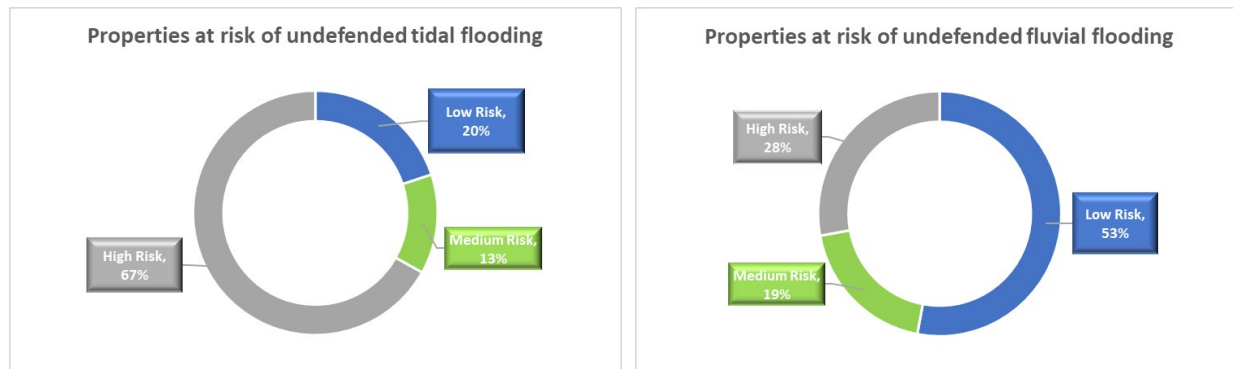 Properties at risk of undefended tidal flooding
Low Risk,
20%
Medium Risk,
13%
High Risk,
67%
Properties at risk of undefended fluvial flooding
High Risk,
28%
Low Risk,
53%
Medium Risk,
19%